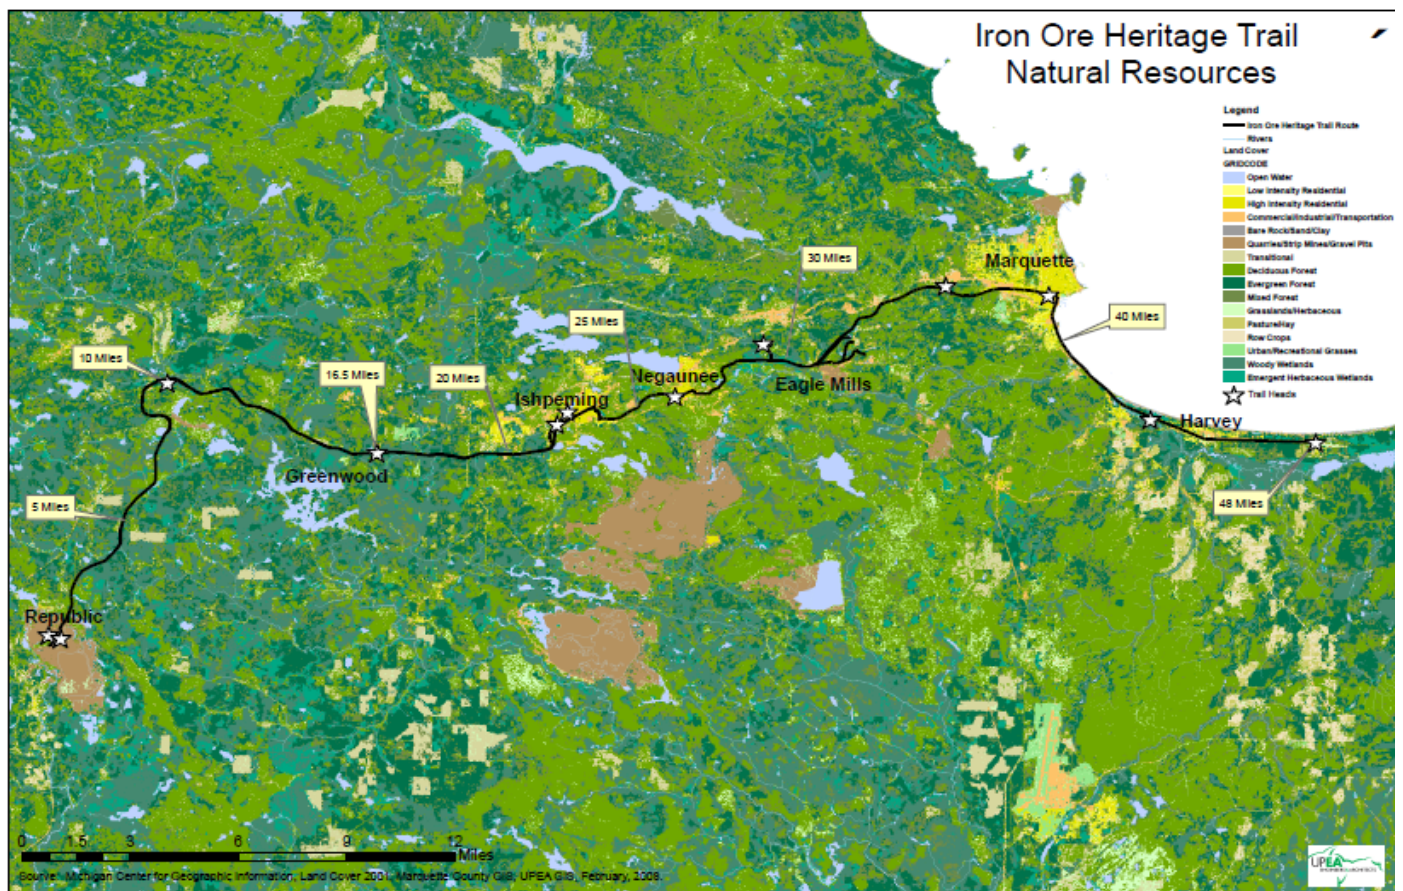 Iron Ore Heritage Trail
Natural Resources
Legend
Iron Ore Heritage Trail Route
Rivers
Land Cover
GRIDCODE
Open Water
Low Intensity Residential
High Intensity Residential
Commercial/Industrial/Transportation
Bare Rock/Sand/Clay
Quarries/Strip Mines/Gravel Pits
Transitional
Deciduous Forest
Evergreen Forest
Mixed Forest
Grasslands/Herbaceous
Pasture/Hay
Row Crops
Urban/Recreational Grasses
Woody Wetlands
Emergent Herbaceous Wetlands
Trail Heads
Marquette
30 Miles
40 Miles
25 Miles
10 Miles
16.5 Miles
20 Miles
Negaunee
Eagle Mills
Ishpeming
Harvey
Greenwood
5 Miles
48 Miles
Republic
0 1.5 3 6 9 12
Miles
Source: Michigan Center for Geographic Information, Land Cover 2001, Marquette County GIS, UPEA GIS, February, 2008.
UPEA